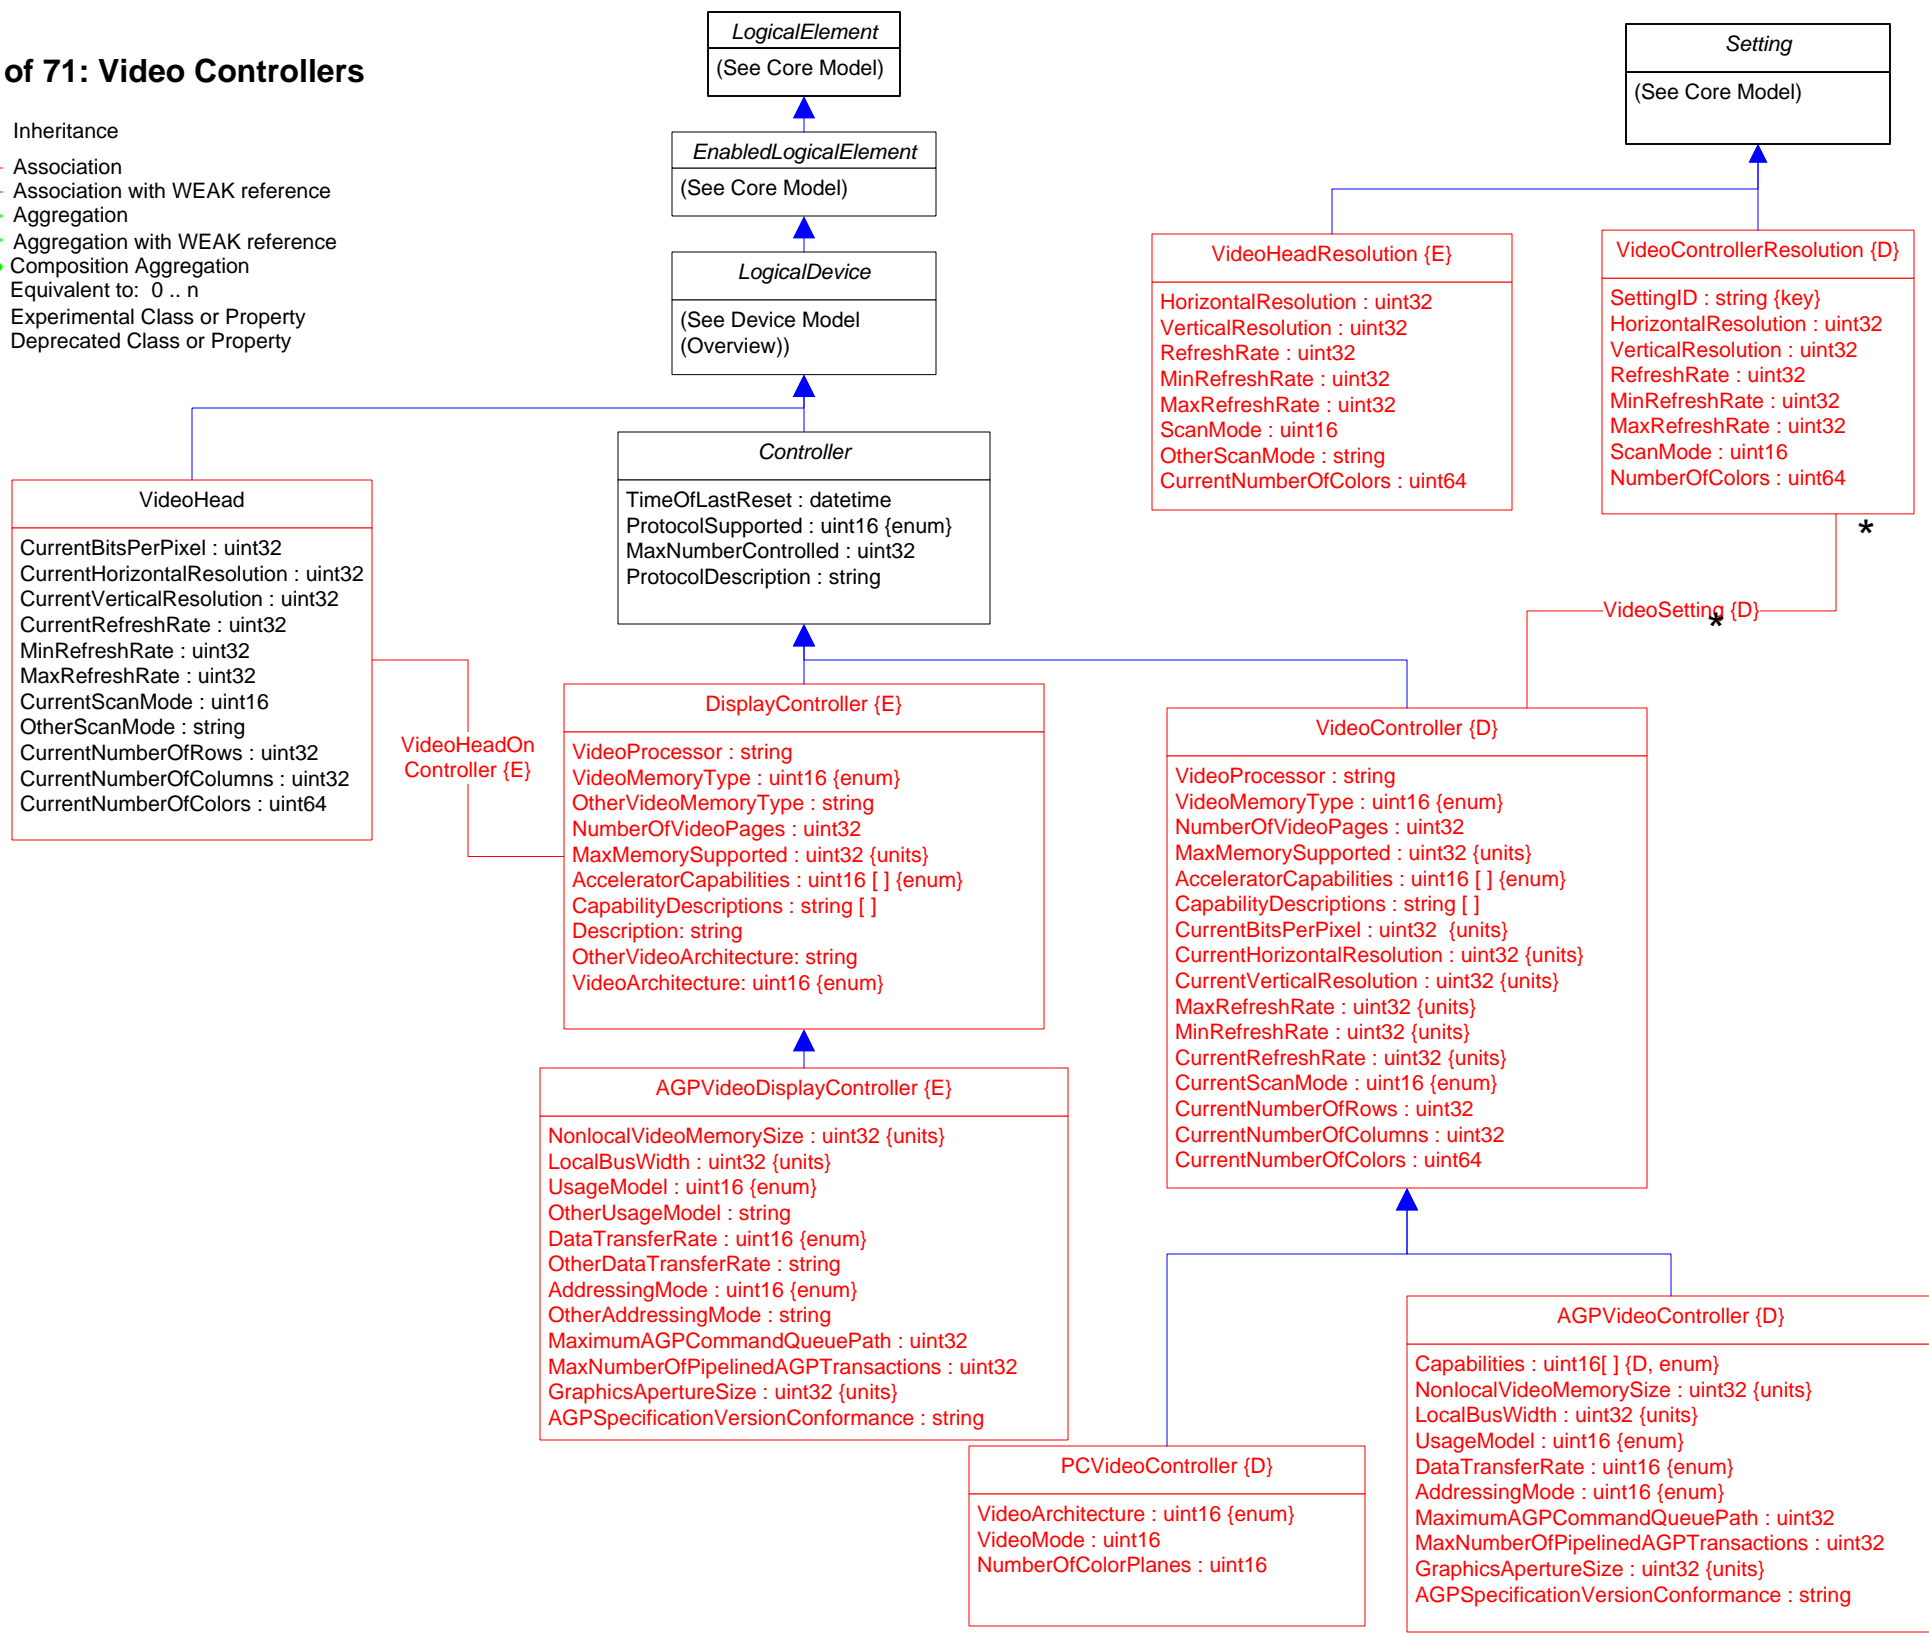 of 71: Video Controllers
Inheritance
Association
Association with WEAK reference
Aggregation
Aggregation with WEAK reference
Composition Aggregation
Equivalent to:  0 .. n
Experimental Class or Property
Deprecated Class or Property
LogicalElement
(See Core Model)
EnabledLogicalElement
(See Core Model)
LogicalDevice
(See Device Model
(Overview))
Setting
(See Core Model)
VideoHeadResolution {E}
HorizontalResolution : uint32
VerticalResolution : uint32
RefreshRate : uint32
MinRefreshRate : uint32
MaxRefreshRate : uint32
ScanMode : uint16
OtherScanMode : string
CurrentNumberOfColors : uint64
VideoControllerResolution {D}
SettingID : string {key}
HorizontalResolution : uint32
VerticalResolution : uint32
RefreshRate : uint32
MinRefreshRate : uint32
MaxRefreshRate : uint32
ScanMode : uint16
NumberOfColors : uint64
*
VideoSetting {D}
*
VideoHead
CurrentBitsPerPixel : uint32
CurrentHorizontalResolution : uint32
CurrentVerticalResolution : uint32
CurrentRefreshRate : uint32
MinRefreshRate : uint32
MaxRefreshRate : uint32
CurrentScanMode : uint16
OtherScanMode : string
CurrentNumberOfRows : uint32
CurrentNumberOfColumns : uint32
CurrentNumberOfColors : uint64
Controller
TimeOfLastReset : datetime
ProtocolSupported : uint16 {enum}
MaxNumberControlled : uint32
ProtocolDescription : string
VideoHeadOn
Controller {E}
DisplayController {E}
VideoProcessor : string
VideoMemoryType : uint16 {enum}
OtherVideoMemoryType : string
NumberOfVideoPages : uint32
MaxMemorySupported : uint32 {units}
AcceleratorCapabilities : uint16 [ ] {enum}
CapabilityDescriptions : string [ ]
Description: string
OtherVideoArchitecture: string
VideoArchitecture: uint16 {enum}
VideoController {D}
VideoProcessor : string
VideoMemoryType : uint16 {enum}
NumberOfVideoPages : uint32
MaxMemorySupported : uint32 {units}
AcceleratorCapabilities : uint16 [ ] {enum}
CapabilityDescriptions : string [ ]
CurrentBitsPerPixel : uint32  {units}
CurrentHorizontalResolution : uint32 {units}
CurrentVerticalResolution : uint32 {units}
MaxRefreshRate : uint32 {units}
MinRefreshRate : uint32 {units}
CurrentRefreshRate : uint32 {units}
CurrentScanMode : uint16 {enum}
CurrentNumberOfRows : uint32
CurrentNumberOfColumns : uint32
CurrentNumberOfColors : uint64
AGPVideoDisplayController {E}
NonlocalVideoMemorySize : uint32 {units}
LocalBusWidth : uint32 {units}
UsageModel : uint16 {enum}
OtherUsageModel : string
DataTransferRate : uint16 {enum}
OtherDataTransferRate : string
AddressingMode : uint16 {enum}
OtherAddressingMode : string
MaximumAGPCommandQueuePath : uint32
MaxNumberOfPipelinedAGPTransactions : uint32
GraphicsApertureSize : uint32 {units}
AGPSpecificationVersionConformance : string
PCVideoController {D}
VideoArchitecture : uint16 {enum}
VideoMode : uint16
NumberOfColorPlanes : uint16
AGPVideoController {D}
Capabilities : uint16[ ] {D, enum}
NonlocalVideoMemorySize : uint32 {units}
LocalBusWidth : uint32 {units}
UsageModel : uint16 {enum}
DataTransferRate : uint16 {enum}
AddressingMode : uint16 {enum}
MaximumAGPCommandQueuePath : uint32
MaxNumberOfPipelinedAGPTransactions : uint32
GraphicsApertureSize : uint32 {units}
AGPSpecificationVersionConformance : string